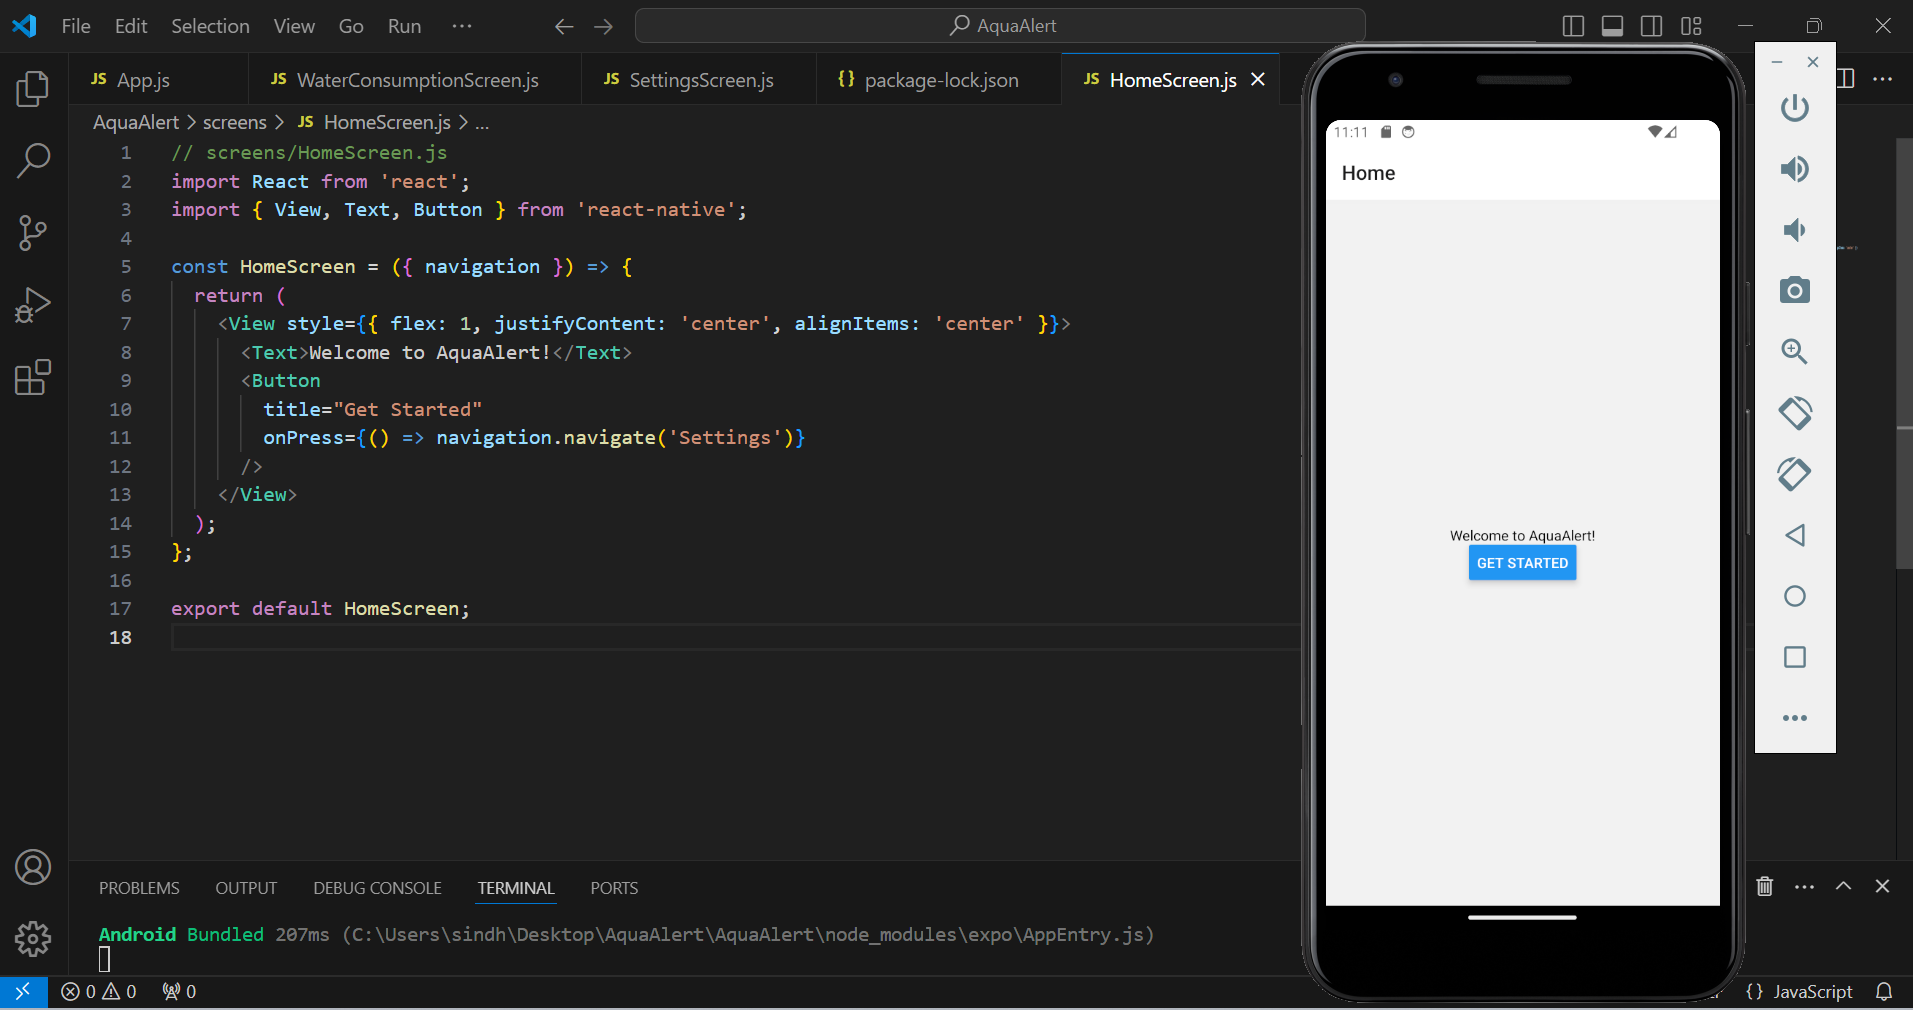 File Edit Selection View Go Run ··· AquaAlert
JS App.js JS WaterConsumptionScreen.js JS SettingsScreen.js {} package-lock.json JS HomeScreen.js
AquaAlert > screens > JS HomeScreen.js > ...
1 // screens/HomeScreen.js
2 import React from 'react';
3 import { View, Text, Button } from 'react-native';
4
5 const HomeScreen = ({ navigation }) => {
6 return (
7 <View style={{ flex: 1, justifyContent: 'center', alignItems: 'center' }}>
8 <Text>Welcome to AquaAlert!</Text>
9 <Button
10 title="Get Started"
11 onPress={() => navigation.navigate('Settings')}
12 />
13 </View>
14 );
15 };
16
17 export default HomeScreen;
18
11:11
Home
Welcome to AquaAlert!
GET STARTED
PROBLEMS OUTPUT DEBUG CONSOLE TERMINAL PORTS
Android Bundled 207ms (C:\Users\sindh\Desktop\AquaAlert\AquaAlert\node_modules\expo\AppEntry.js)
0 0 0 {} JavaScript